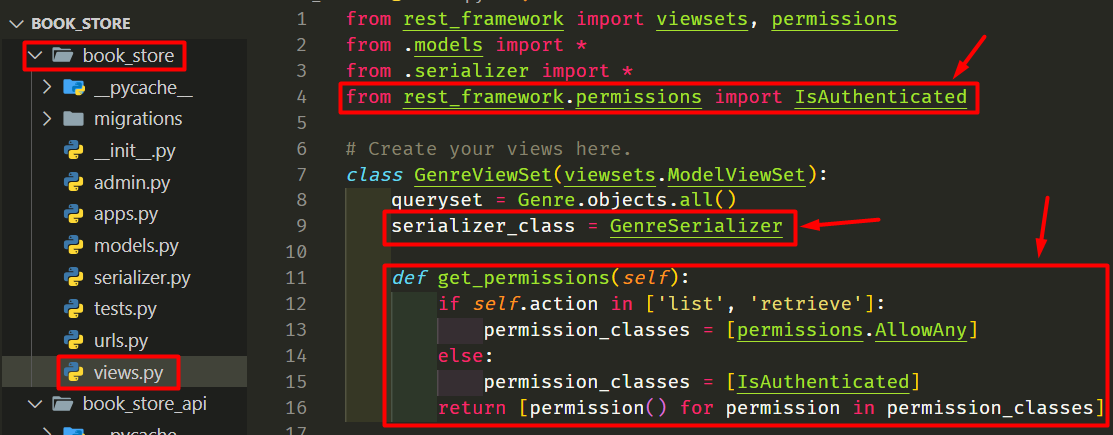 BOOK_STORE
book_store
__pycache__
migrations
__init__.py
admin.py
apps.py
models.py
serializer.py
tests.py
urls.py
views.py
book_store_api
__pycache__
1 from rest_framework import viewsets, permissions
2 from .models import *
3 from .serializer import *
4 from rest_framework.permissions import IsAuthenticated
5
6 # Create your views here.
7 class GenreViewSet(viewsets.ModelViewSet):
8     queryset = Genre.objects.all()
9     serializer_class = GenreSerializer
10
11     def get_permissions(self):
12         if self.action in ['list', 'retrieve']:
13             permission_classes = [permissions.AllowAny]
14         else:
15             permission_classes = [IsAuthenticated]
16         return [permission() for permission in permission_classes]
17